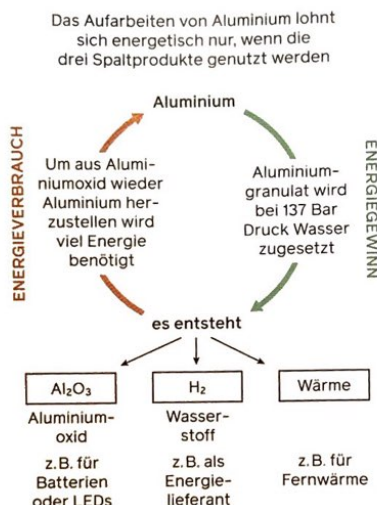 Das Aufarbeiten von Aluminium lohnt
sich energetisch nur, wenn die
drei Spaltprodukte genutzt werden
Aluminium
ENERGIEVERBRAUCH
Um aus Alumi-
niumoxid wieder
Aluminium her-
zustellen wird
viel Energie
benötigt
Aluminium-
granulat wird
bei 137 Bar
Druck Wasser
zugesetzt
ENERGIEGEWINN
es entsteht
Al₂O₃
Aluminium-
oxid
z.B. für
Batterien
oder LEDs
H₂
Wasser-
stoff
z.B. als
Energie-
lieferant
Wärme
z.B. für
Fernwärme